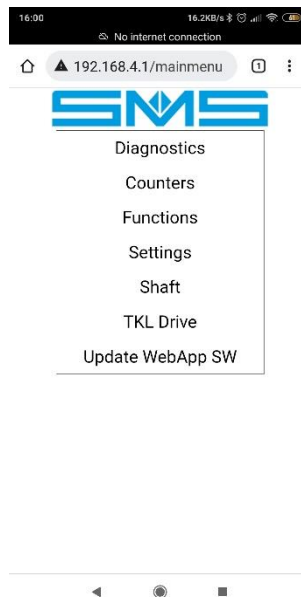 16:00 16.2KB/s
No internet connection
192.168.4.1/mainmenu 1
SMS
Diagnostics
Counters
Functions
Settings
Shaft
TKL Drive
Update WebApp SW